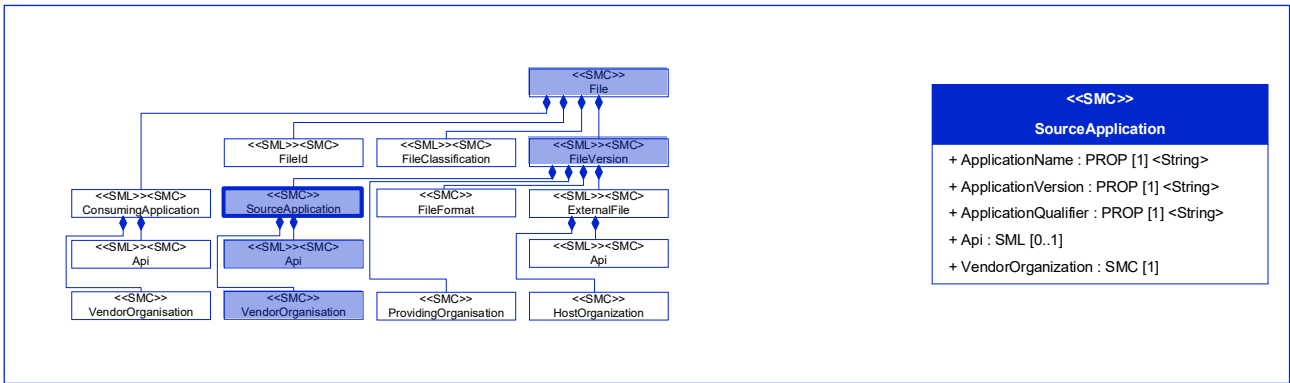 <<SMC>>
File
<<SML>><<SMC>
FileId
<<SML>><<SMC>
FileClassification
<<SML>><<SMC>
FileVersion
<<SML>><<SMC>
ConsumingApplication
<<SMC>>
SourceApplication
<<SMC>>
FileFormat
<<SML>><<SMC>
ExternalFile
<<SML>><<SMC>
Api
<<SML>><<SMC>
Api
<<SML>><<SMC>
Api
<<SMC>>
VendorOrganisation
<<SMC>>
VendorOrganisation
<<SMC>>
ProvidingOrganisation
<<SMC>>
HostOrganization
<<SMC>>
SourceApplication
+ ApplicationName : PROP [1] <String>
+ ApplicationVersion : PROP [1] <String>
+ ApplicationQualifier : PROP [1] <String>
+ Api : SML [0..1]
+ VendorOrganization : SMC [1]